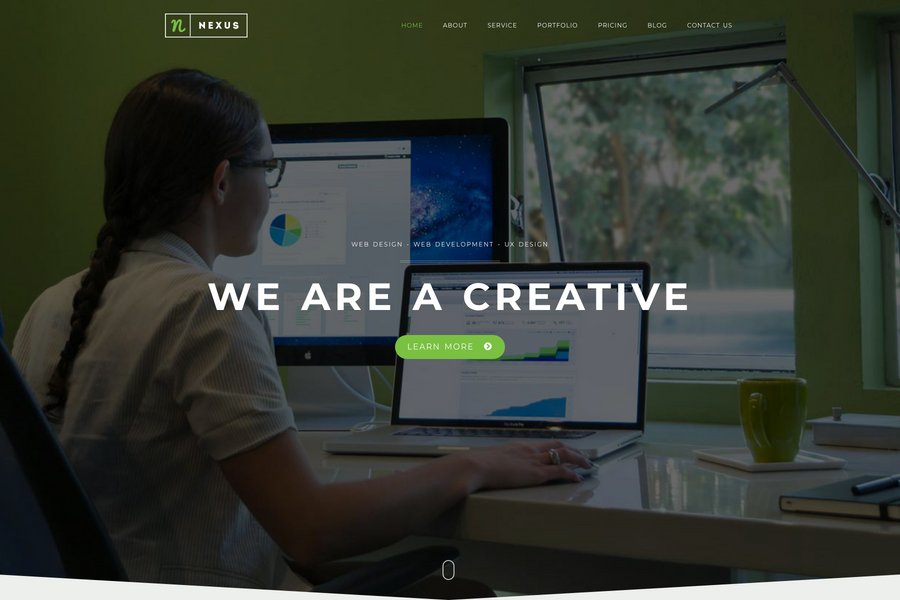 n NEXUS
HOME ABOUT SERVICE PORTFOLIO PRICING BLOG CONTACT US
WEB DESIGN - WEB DEVELOPMENT - UX DESIGN
WE ARE A CREATIVE
LEARN MORE